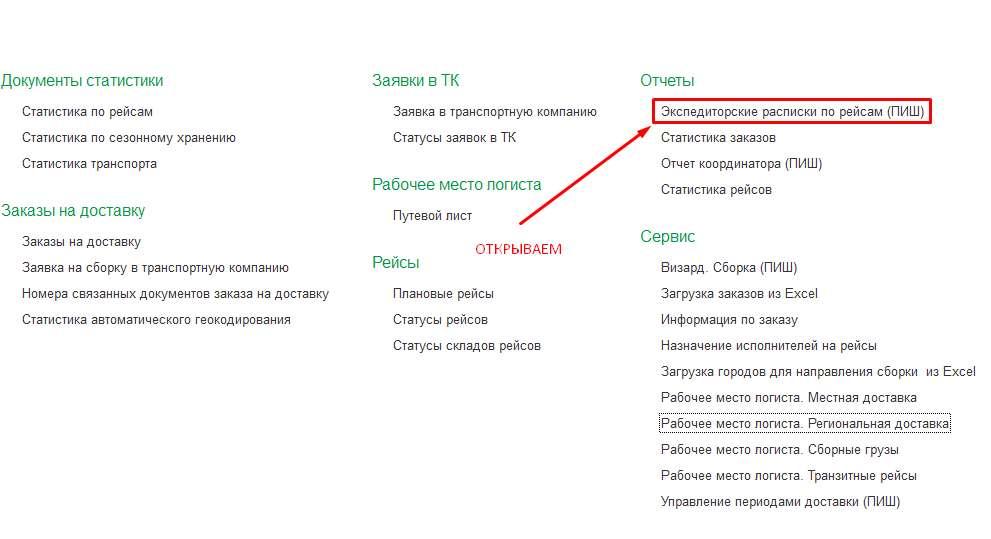 Документы статистики
Статистика по рейсам
Статистика по сезонному хранению
Статистика транспорта
Заказы на доставку
Заказы на доставку
Заявка на сборку в транспортную компанию
Номера связанных документов заказа на доставку
Статистика автоматического геокодирования
Заявки в ТК
Заявка в транспортную компанию
Статусы заявок в ТК
Рабочее место логиста
Путевой лист
ОТКРЫВАЕМ
Рейсы
Плановые рейсы
Статусы рейсов
Статусы складов рейсов
Отчеты
Экспедиторские расписки по рейсам (ПИШ)
Статистика заказов
Отчет координатора (ПИШ)
Статистика рейсов
Сервис
Визард. Сборка (ПИШ)
Загрузка заказов из Excel
Информация по заказу
Назначение исполнителей на рейсы
Загрузка городов для направления сборки  из Excel
Рабочее место логиста. Местная доставка
Рабочее место логиста. Региональная доставка
Рабочее место логиста. Сборные грузы
Рабочее место логиста. Транзитные рейсы
Управление периодами доставки (ПИШ)